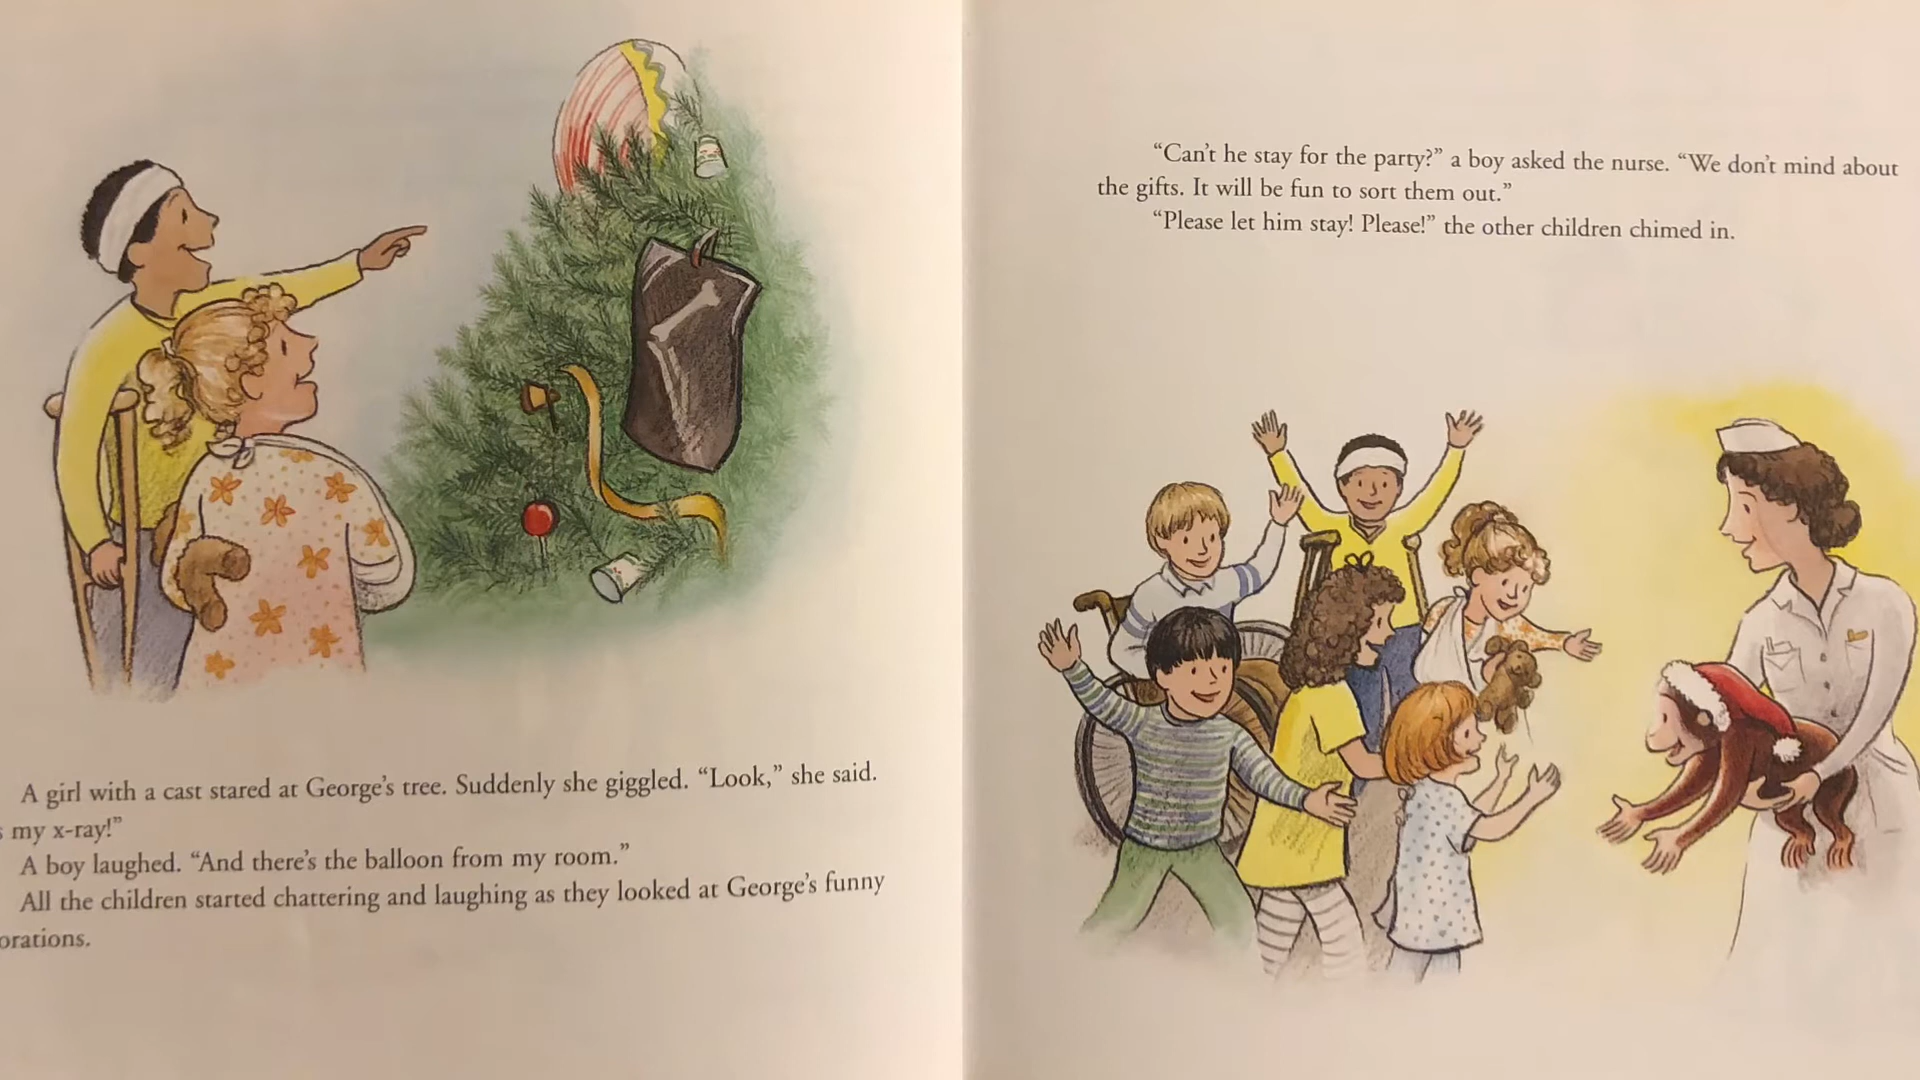 A girl with a cast stared at George's tree. Suddenly she giggled. “Look,” she said.
my x-ray!”
A boy laughed. “And there's the balloon from my room.”
All the children started chattering and laughing as they looked at George's funny
orations.
“Can't he stay for the party?” a boy asked the nurse. “We don't mind about
the gifts. It will be fun to sort them out.”
“Please let him stay! Please!” the other children chimed in.